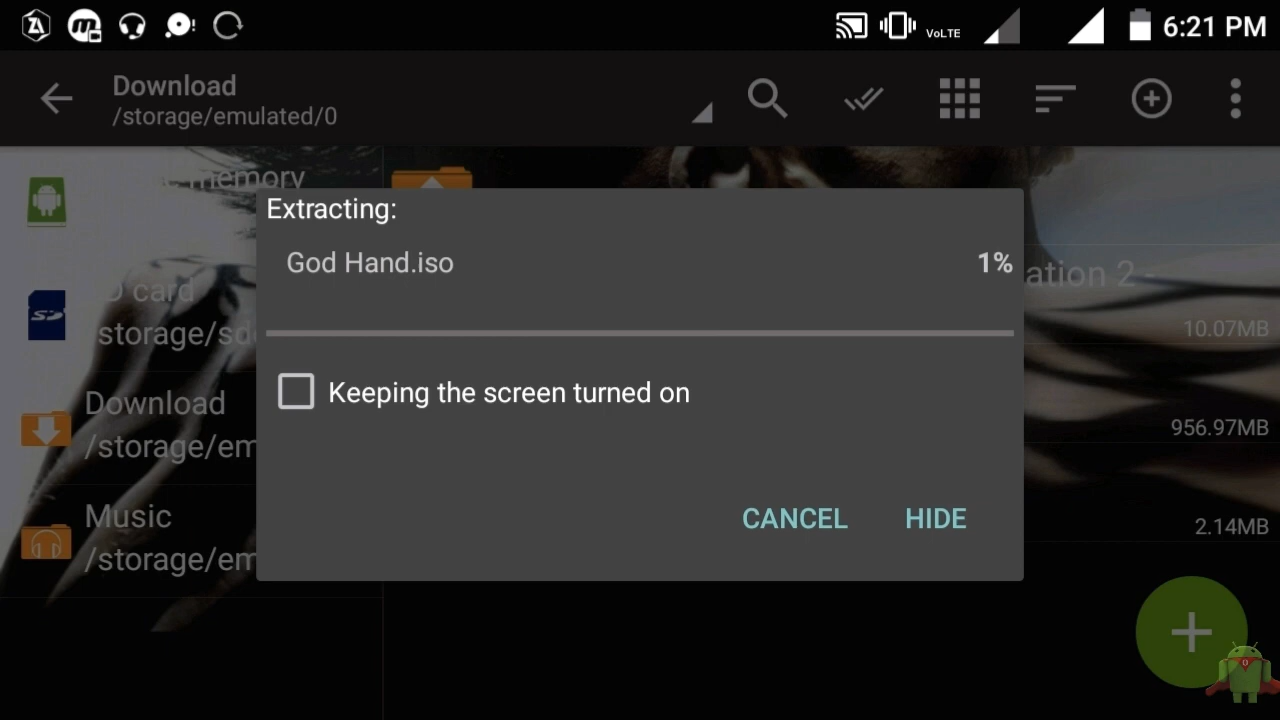 VoLTE 6:21 PM
Download
/storage/emulated/0
memory
Extracting:
God Hand.iso 1%
ation 2 -
card
/storage/sd
10.07MB
Keeping the screen turned on
Download
/storage/em
956.97MB
Music
/storage/em
CANCEL HIDE
2.14MB